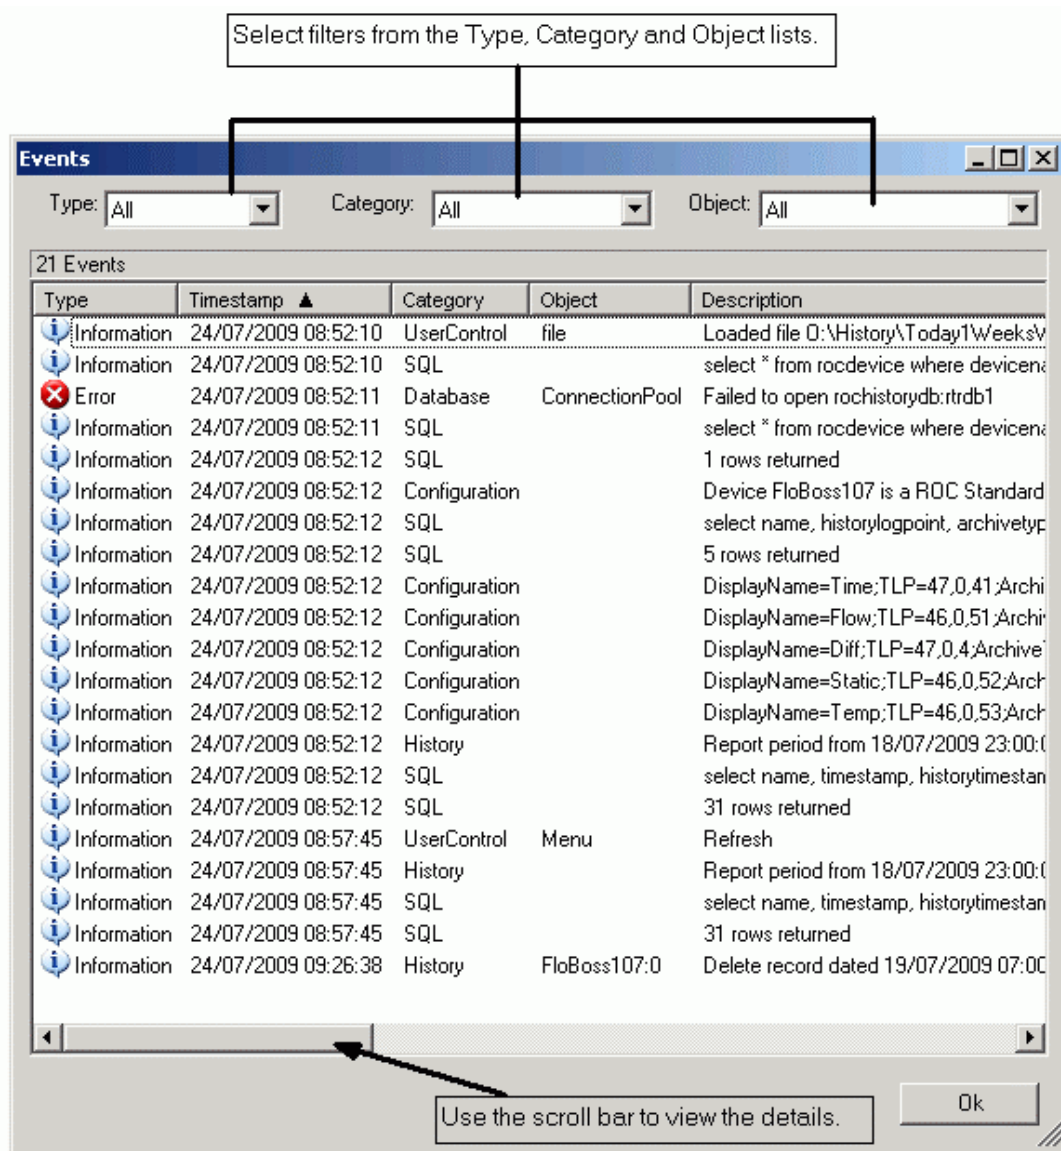 Select filters from the Type, Category and Object lists.
Events
Type: All Category: All Object: All
21 Events
Type Timestamp Category Object Description
Information 24/07/2009 08:52:10 UserControl file Loaded file O:\History\Today1Weeks\
Information 24/07/2009 08:52:10 SQL select * from rocdevice where devicena
Error 24/07/2009 08:52:11 Database ConnectionPool Failed to open rochistorydb:rtrdb1
Information 24/07/2009 08:52:11 SQL select * from rocdevice where devicena
Information 24/07/2009 08:52:12 SQL 1 rows returned
Information 24/07/2009 08:52:12 Configuration Device FloBoss107 is a ROC Standard
Information 24/07/2009 08:52:12 SQL select name, historylogpoint, archivetyp
Information 24/07/2009 08:52:12 SQL 5 rows returned
Information 24/07/2009 08:52:12 Configuration DisplayName=Time;TLP=47,0,41;Archi
Information 24/07/2009 08:52:12 Configuration DisplayName=Flow;TLP=46,0,51;Archi
Information 24/07/2009 08:52:12 Configuration DisplayName=Diff;TLP=47,0,4;Archive
Information 24/07/2009 08:52:12 Configuration DisplayName=Static;TLP=46,0,52;Arch
Information 24/07/2009 08:52:12 Configuration DisplayName=Temp;TLP=46,0,53;Arch
Information 24/07/2009 08:52:12 History Report period from 18/07/2009 23:00:0
Information 24/07/2009 08:52:12 SQL select name, timestamp, historytimestan
Information 24/07/2009 08:52:12 SQL 31 rows returned
Information 24/07/2009 08:57:45 UserControl Menu Refresh
Information 24/07/2009 08:57:45 History Report period from 18/07/2009 23:00:0
Information 24/07/2009 08:57:45 SQL select name, timestamp, historytimestan
Information 24/07/2009 08:57:45 SQL 31 rows returned
Information 24/07/2009 09:26:38 History FloBoss107:0 Delete record dated 19/07/2009 07:00
Use the scroll bar to view the details.
Ok